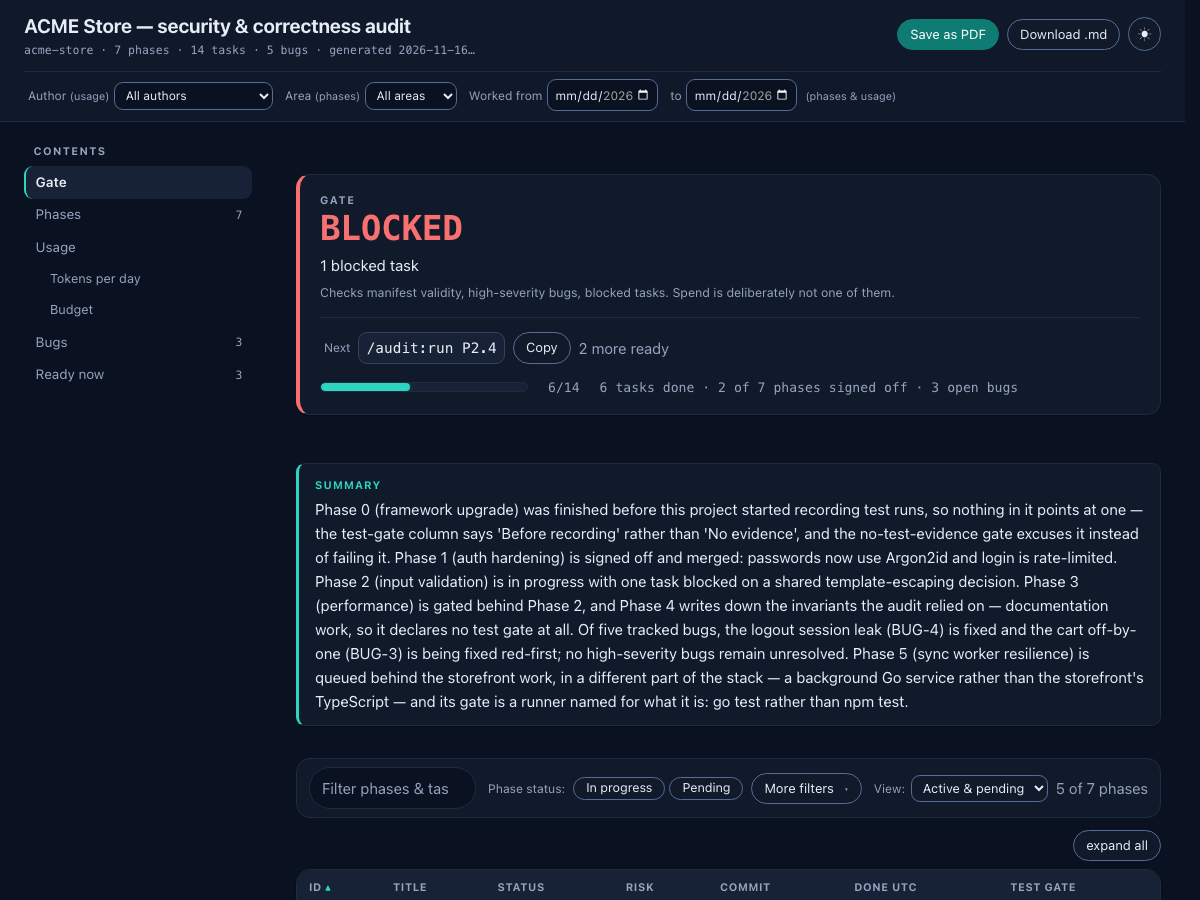 ACME Store — security & correctness audit
acme-store · 7 phases · 14 tasks · 5 bugs · generated 2026-11-16…
Save as PDF
Download .md
Author (usage)
All authors
Area (phases)
All areas
Worked from
mm/dd/2026
to
mm/dd/2026
(phases & usage)
CONTENTS
Gate
Phases 7
Usage
Tokens per day
Budget
Bugs 3
Ready now 3
GATE
BLOCKED
1 blocked task
Checks manifest validity, high-severity bugs, blocked tasks. Spend is deliberately not one of them.
Next /audit:run P2.4 Copy 2 more ready
6/14 6 tasks done · 2 of 7 phases signed off · 3 open bugs
SUMMARY
Phase 0 (framework upgrade) was finished before this project started recording test runs, so nothing in it points at one —
the test-gate column says 'Before recording' rather than 'No evidence', and the no-test-evidence gate excuses it instead
of failing it. Phase 1 (auth hardening) is signed off and merged: passwords now use Argon2id and login is rate-limited.
Phase 2 (input validation) is in progress with one task blocked on a shared template-escaping decision. Phase 3
(performance) is gated behind Phase 2, and Phase 4 writes down the invariants the audit relied on — documentation
work, so it declares no test gate at all. Of five tracked bugs, the logout session leak (BUG-4) is fixed and the cart off-by-
one (BUG-3) is being fixed red-first; no high-severity bugs remain unresolved. Phase 5 (sync worker resilience) is
queued behind the storefront work, in a different part of the stack — a background Go service rather than the storefront's
TypeScript — and its gate is a runner named for what it is: go test rather than npm test.
Filter phases & tas
Phase status: In progress Pending More filters · View: Active & pending 5 of 7 phases
expand all
ID ▲ TITLE STATUS RISK COMMIT DONE UTC TEST GATE